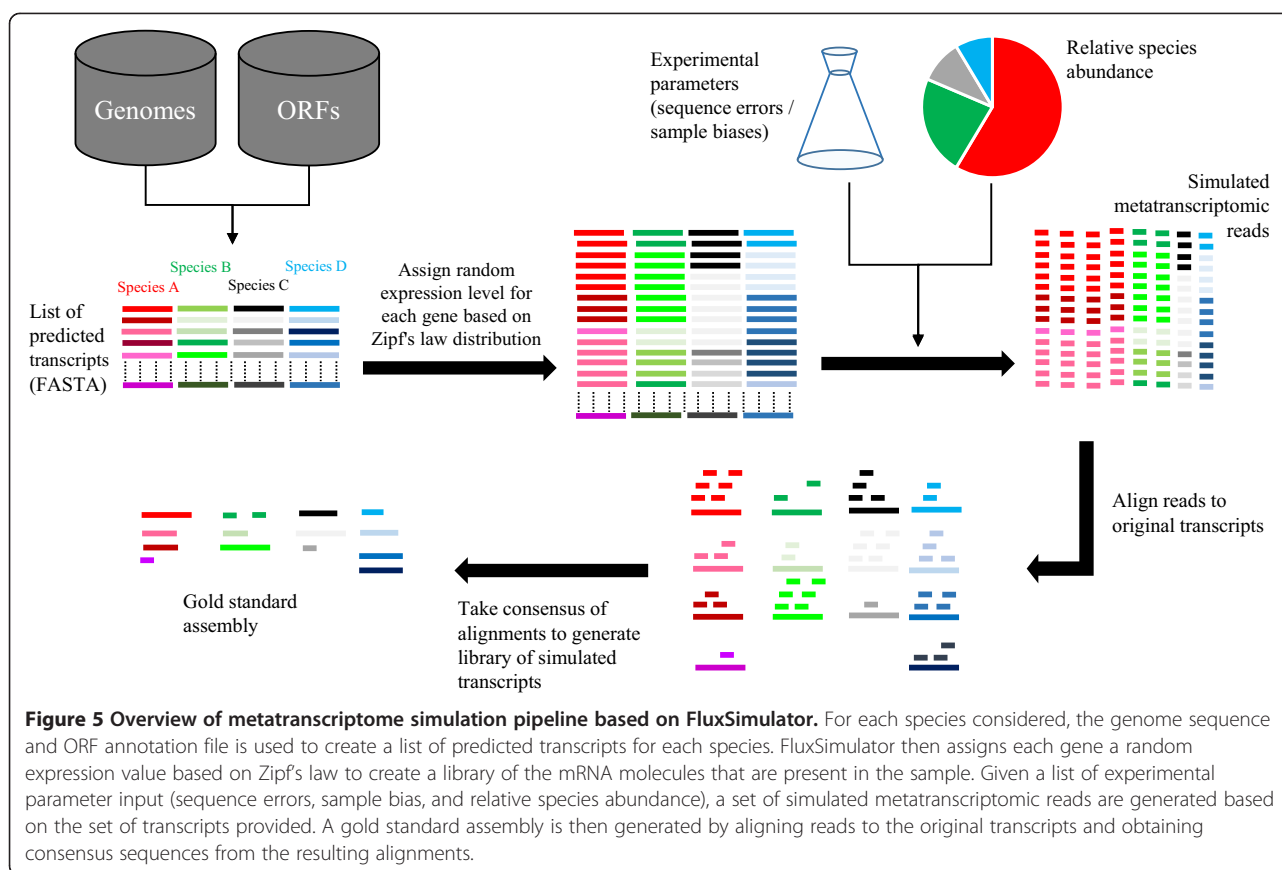 Genomes
ORFs
Experimental
parameters
(sequence errors /
sample biases)
Relative species
abundance
Simulated
metatranscriptomic
reads
Species A
Species B
Species C
Species D
List of
predicted
transcripts
(FASTA)
Assign random
expression level for
each gene based on
Zipf's law distribution
Align reads to
original transcripts
Gold standard
assembly
Take consensus of
alignments to generate
library of simulated
transcripts
Figure 5 Overview of metatranscriptome simulation pipeline based on FluxSimulator. For each species considered, the genome sequence
and ORF annotation file is used to create a list of predicted transcripts for each species. FluxSimulator then assigns each gene a random
expression value based on Zipf's law to create a library of the mRNA molecules that are present in the sample. Given a list of experimental
parameter input (sequence errors, sample bias, and relative species abundance), a set of simulated metatranscriptomic reads are generated based
on the set of transcripts provided. A gold standard assembly is then generated by aligning reads to the original transcripts and obtaining
consensus sequences from the resulting alignments.